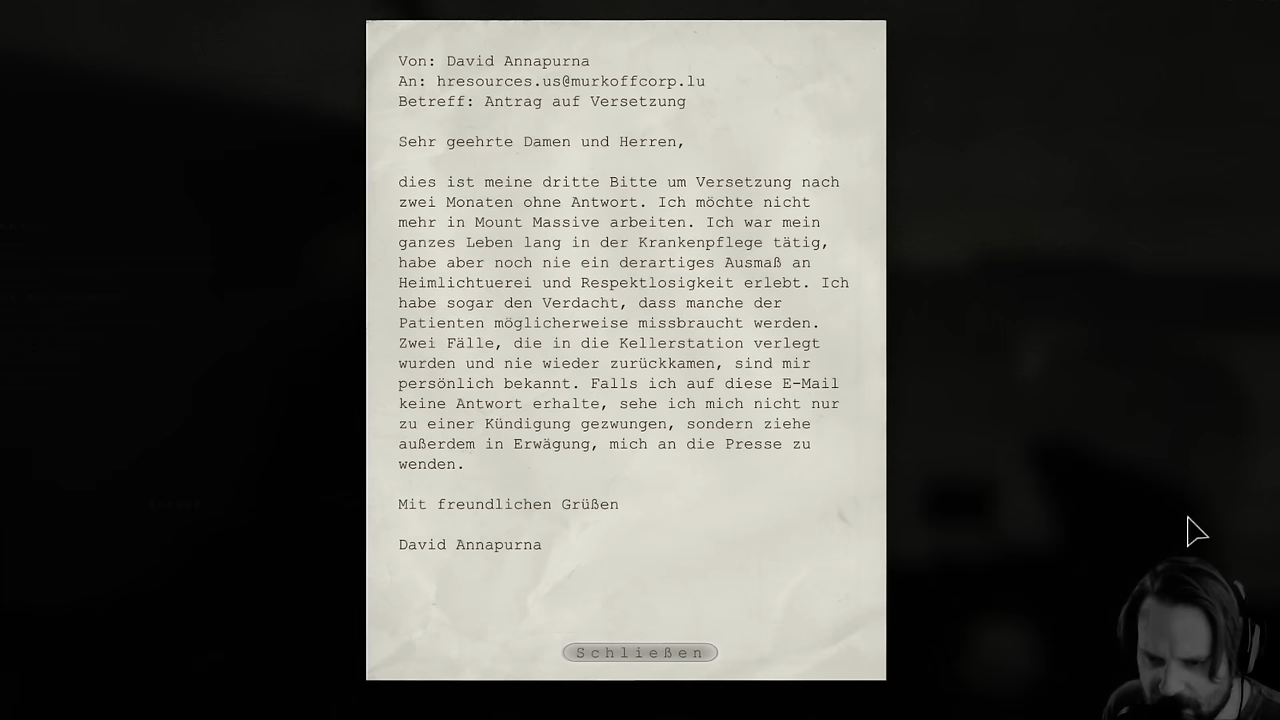 Von: David Annapurna
An: hresources.us@murkoffcorp.lu
Betreff: Antrag auf Versetzung
Sehr geehrte Damen und Herren,
dies ist meine dritte Bitte um Versetzung nach
zwei Monaten ohne Antwort. Ich möchte nicht
mehr in Mount Massive arbeiten. Ich war mein
ganzes Leben lang in der Krankenpflege tätig,
habe aber noch nie ein derartiges Ausmaß an
Heimlichtuerei und Respektlosigkeit erlebt. Ich
habe sogar den Verdacht, dass manche der
Patienten möglicherweise missbraucht werden.
Zwei Fälle, die in die Kellerstation verlegt
wurden und nie wieder zurückkamen, sind mir
persönlich bekannt. Falls ich auf diese E-Mail
keine Antwort erhalte, sehe ich mich nicht nur
zu einer Kündigung gezwungen, sondern ziehe
außerdem in Erwägung, mich an die Presse zu
wenden.
Mit freundlichen Grüßen
David Annapurna
Schließen